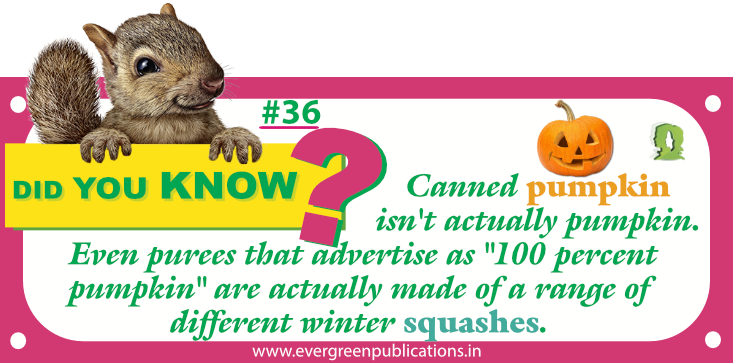 #36
DID YOU KNOW ?
Canned pumpkin
isn't actually pumpkin.
Even purees that advertise as "100 percent
pumpkin" are actually made of a range of
different winter squashes.
www.evergreenpublications.in